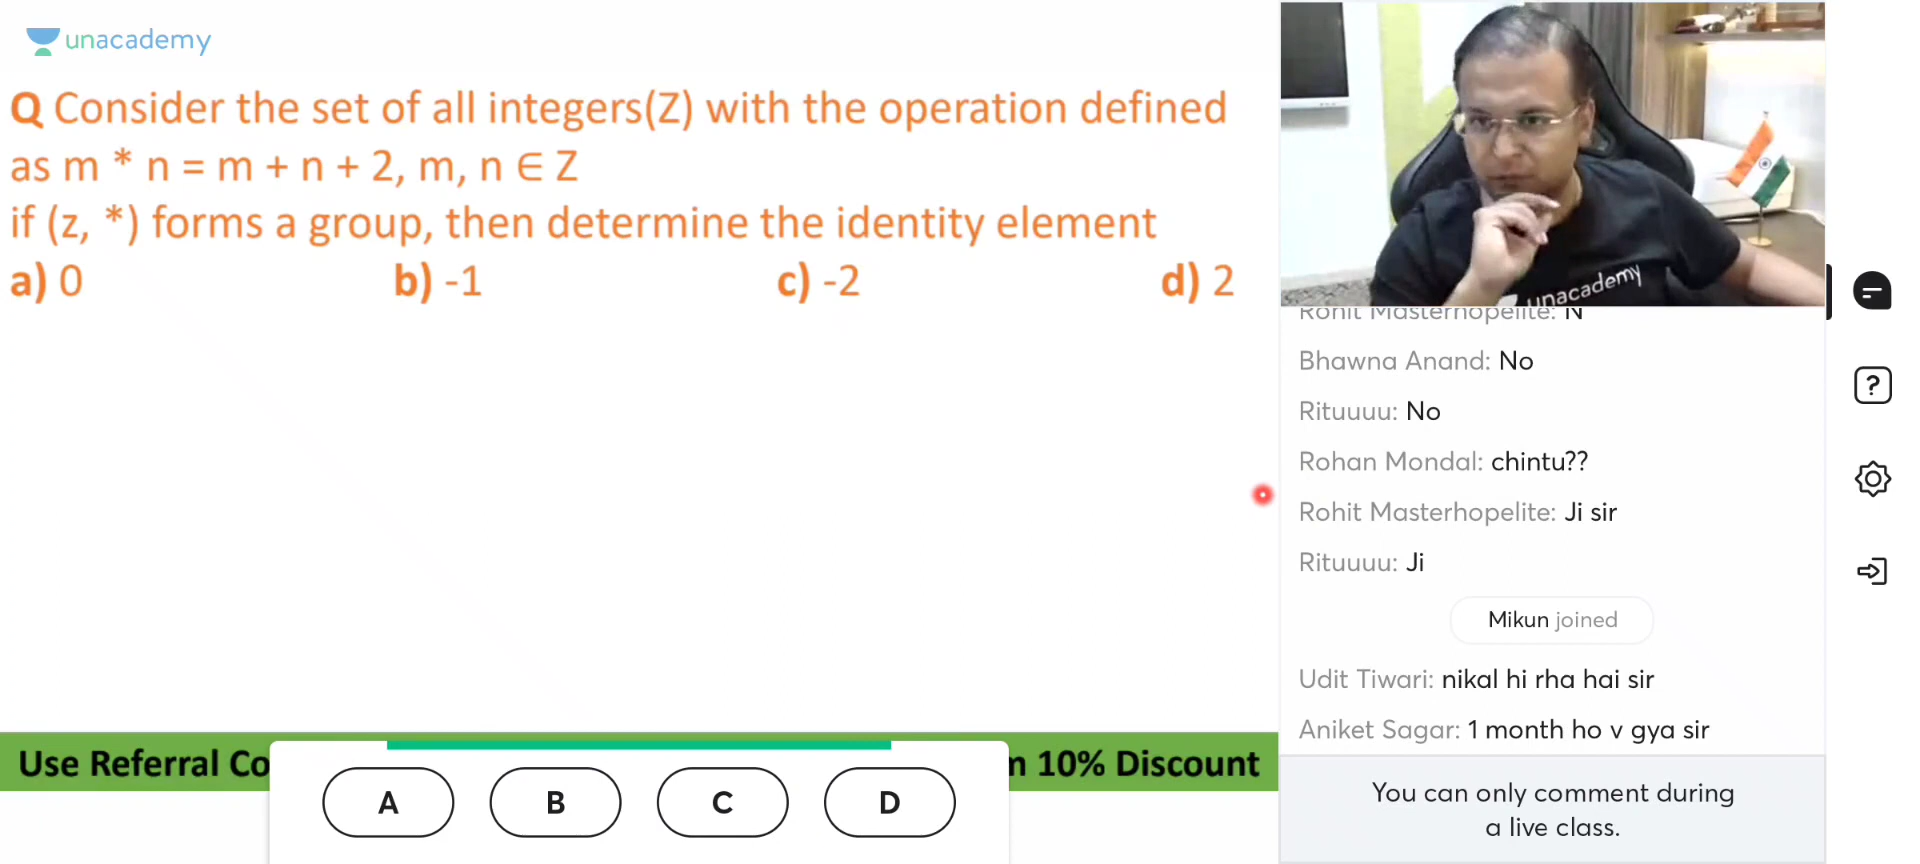 unacademy
Q Consider the set of all integers(Z) with the operation defined
as m * n = m + n + 2, m, n ∈ Z
if (z, *) forms a group, then determine the identity element
a) 0 b) -1 c) -2 d) 2
unacademy
Rohit Masterhopelite: N
Bhawna Anand: No
Rituuuu: No
Rohan Mondal: chintu??
Rohit Masterhopelite: Ji sir
Rituuuu: Ji
Mikun joined
Udit Tiwari: nikal hi rha hai sir
Aniket Sagar: 1 month ho v gya sir
You can only comment during
a live class.
Use Referral Co
10% Discount
A B C D